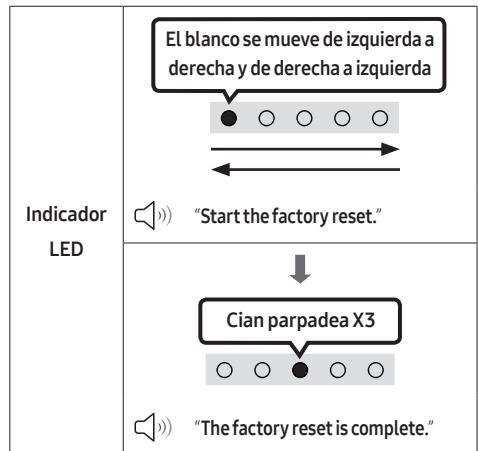 El blanco se mueve de izquierda a
derecha y de derecha a izquierda
Indicador
LED
"Start the factory reset."
Cian parpadea X3
"The factory reset is complete."